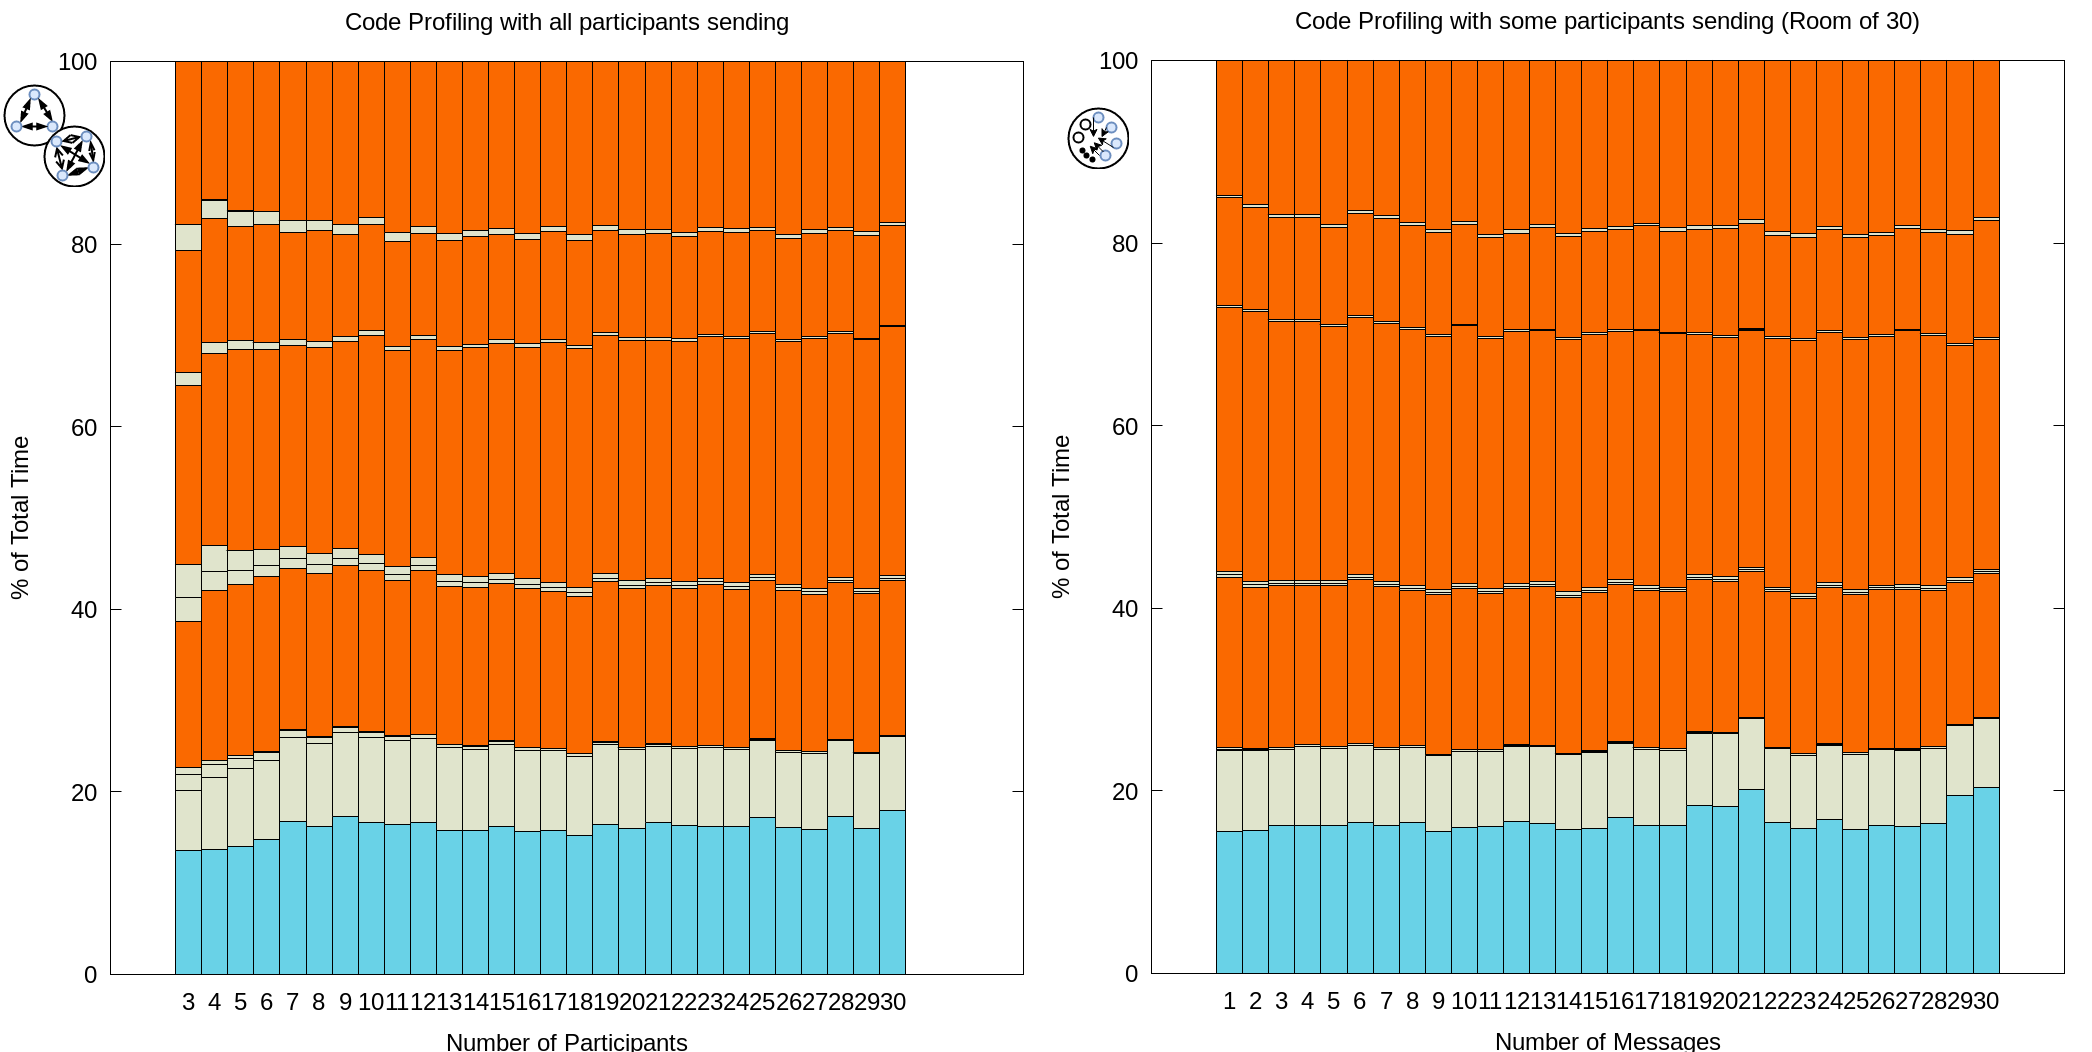 Code Profiling with all participants sending
100
80
60
40
20
0
% of Total Time
3 4 5 6 7 8 9 10 11 12 13 14 15 16 17 18 19 20 21 22 23 24 25 26 27 28 29 30
Number of Participants
Code Profiling with some participants sending (Room of 30)
100
80
60
40
20
0
% of Total Time
1 2 3 4 5 6 7 8 9 10 11 12 13 14 15 16 17 18 19 20 21 22 23 24 25 26 27 28 29 30
Number of Messages